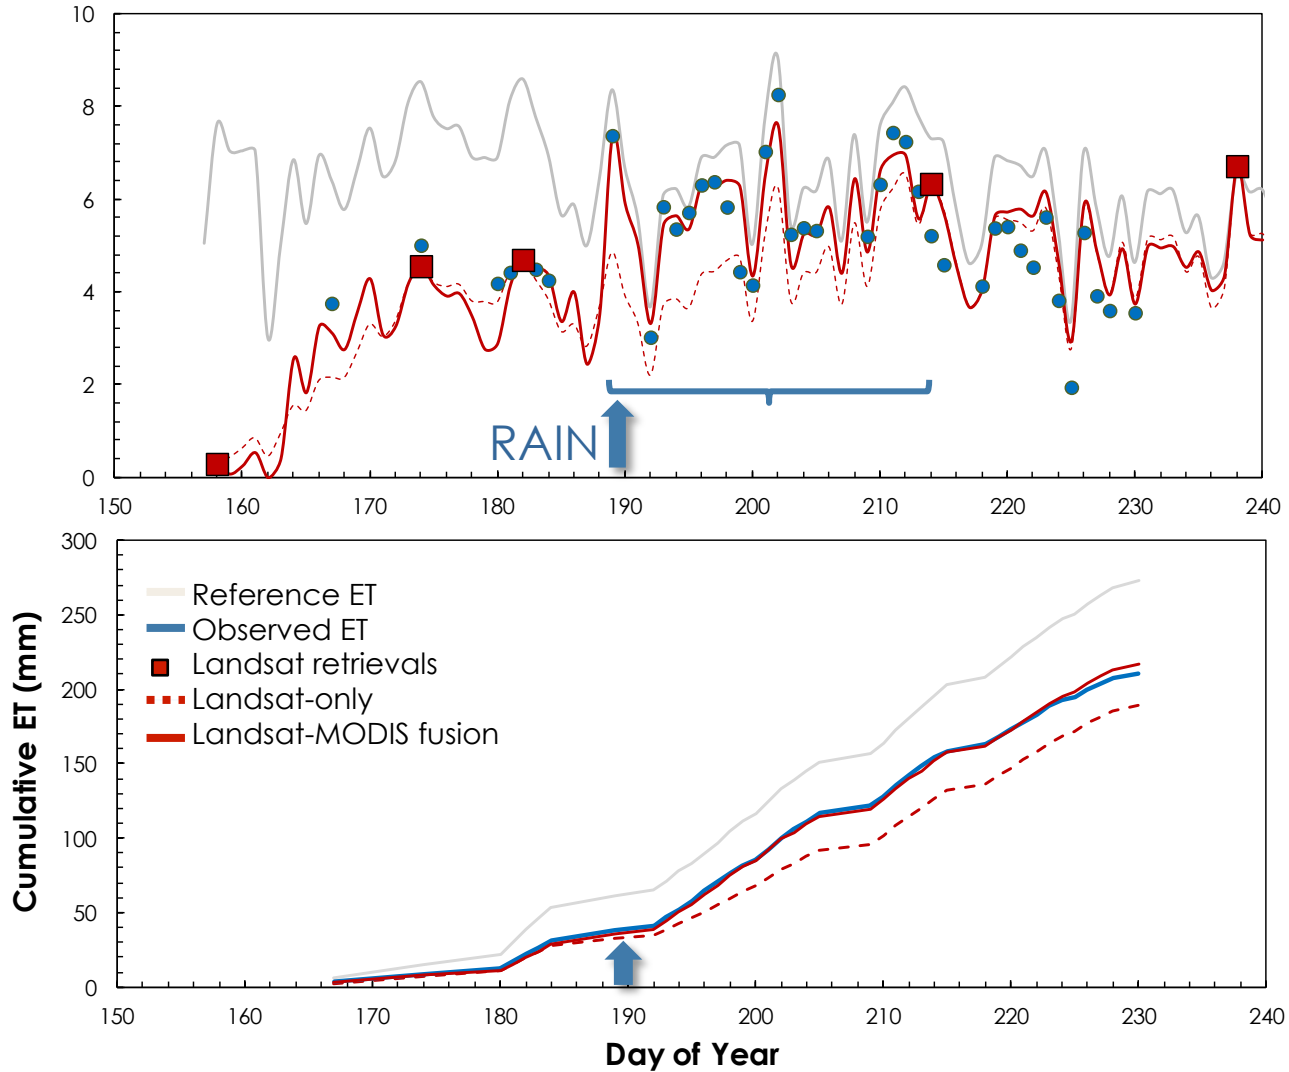 10
8
6
4
2
0
RAIN
150 160 170 180 190 200 210 220 230 240
300
250
200
150
100
50
0
Cumulative ET (mm)
Reference ET
Observed ET
Landsat retrievals
Landsat-only
Landsat-MODIS fusion
150 160 170 180 190 200 210 220 230 240
Day of Year